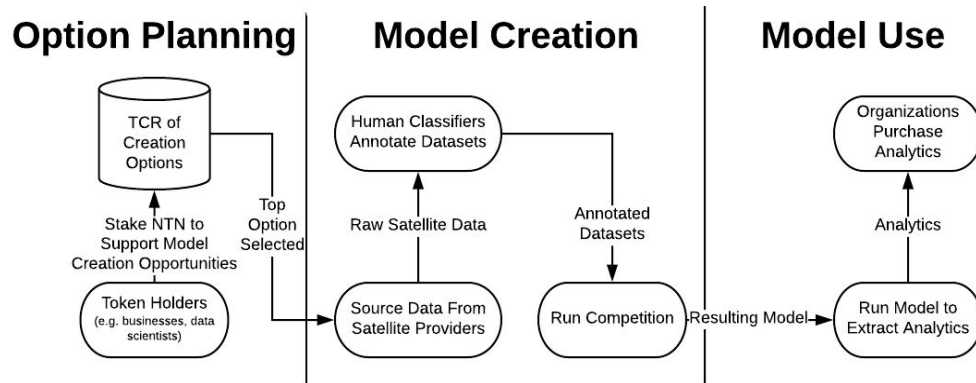 Option Planning
Model Creation
Model Use
TCR of
Creation
Options
Stake NTN to
Support Model
Creation Opportunities
Token Holders
(e.g. businesses, data
scientists)
Top
Option
Selected
Human Classifiers
Annotate Datasets
Raw Satellite Data
Source Data From
Satellite Providers
Annotated
Datasets
Run Competition
Resulting Model
Organizations
Purchase
Analytics
Analytics
Run Model to
Extract Analytics